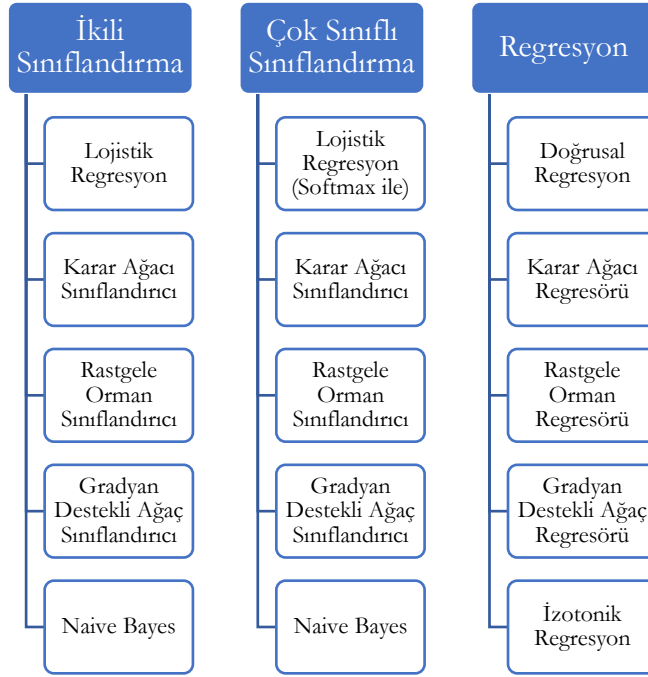 İkili
Sınıflandırma
Lojistik
Regresyon
Karar Ağacı
Sınıflandırıcı
Rastgele
Orman
Sınıflandırıcı
Gradyan
Destekli Ağaç
Sınıflandırıcı
Naive Bayes
Çok Sınıflı
Sınıflandırma
Lojistik
Regresyon
(Softmax ile)
Karar Ağacı
Sınıflandırıcı
Rastgele
Orman
Sınıflandırıcı
Gradyan
Destekli Ağaç
Sınıflandırıcı
Naive Bayes
Regresyon
Doğrusal
Regresyon
Karar Ağacı
Regresörü
Rastgele
Orman
Regresörü
Gradyan
Destekli Ağaç
Regresörü
İzotonik
Regresyon